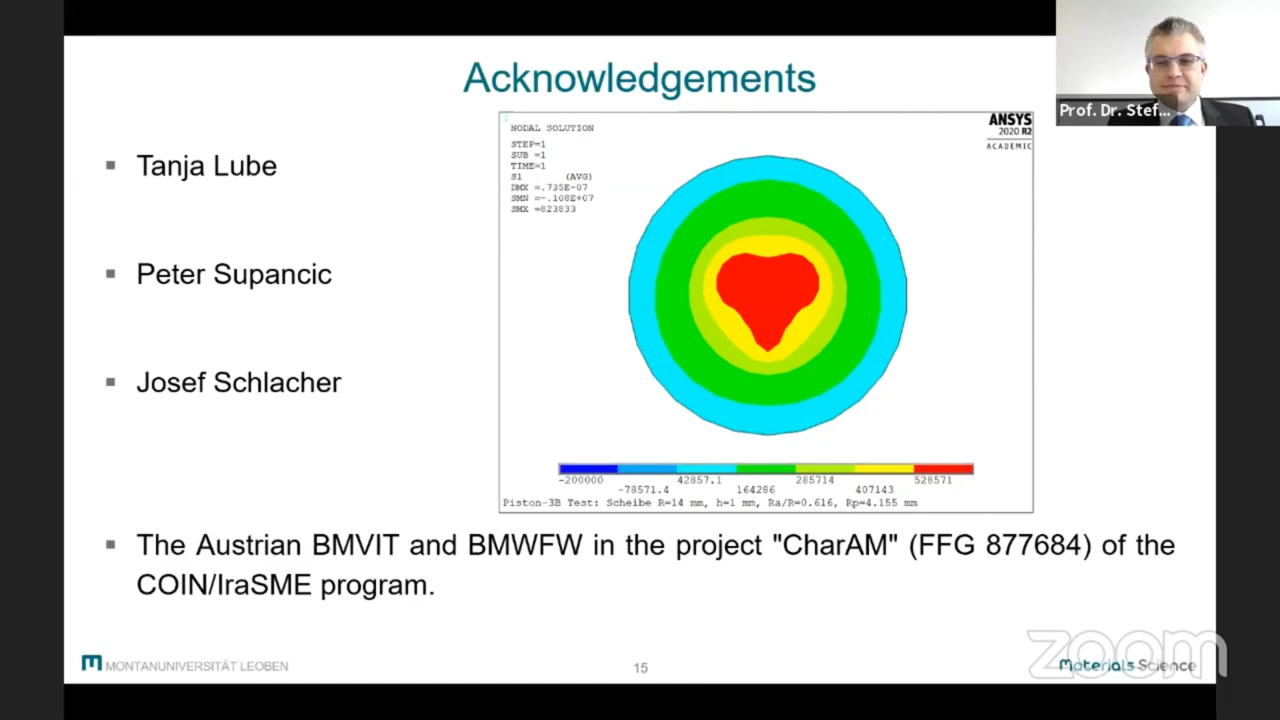 Acknowledgements
Prof. Dr. Stef...
▪ Tanja Lube
▪ Peter Supancic
▪ Josef Schlacher
1
NODAL SOLUTION
STEP=1
SUB =1
TIME=1
S1 (AVG)
DMX =.735E-07
SMN =-.108E+07
SMX =823833
ANSYS
2020 R2
ACADEMIC
-200000 42857.1 285714 528571
-78571.4 164286 407143
Piston-3B Test: Scheibe R=14 mm, h=1 mm, Ra/R=0.616, Rp=4.155 mm
▪ The Austrian BMVIT and BMWFW in the project "CharAM" (FFG 877684) of the
COIN/IraSME program.
MONTANUNIVERSITÄT LEOBEN
15
Materials Science
zoom